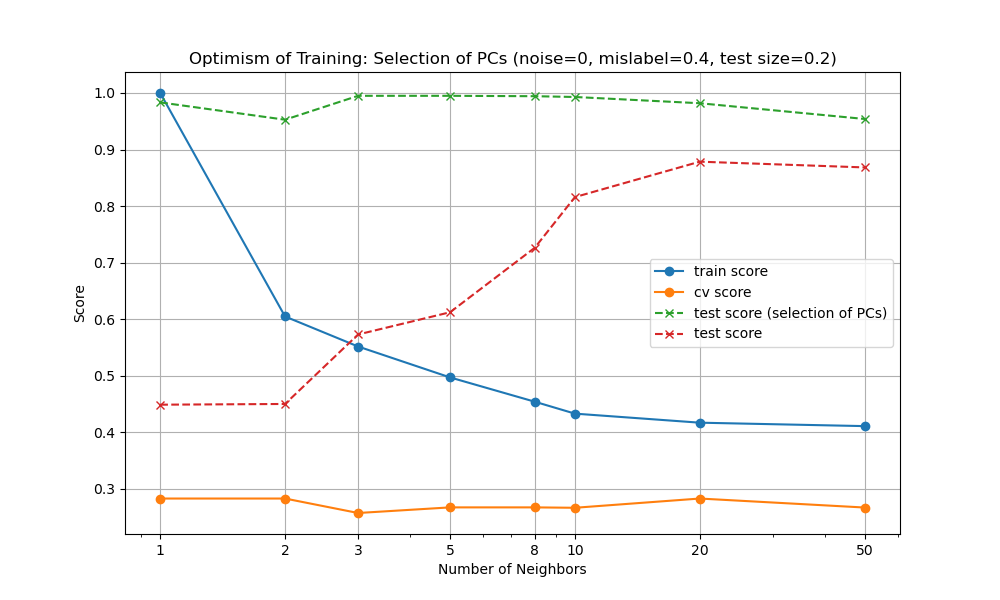 Optimism of Training: Selection of PCs (noise=0, mislabel=0.4, test size=0.2)
Score
1.0
0.9
0.8
0.7
0.6
0.5
0.4
0.3
train score
cv score
test score (selection of PCs)
test score
1 2 3 5 8 10 20 50
Number of Neighbors